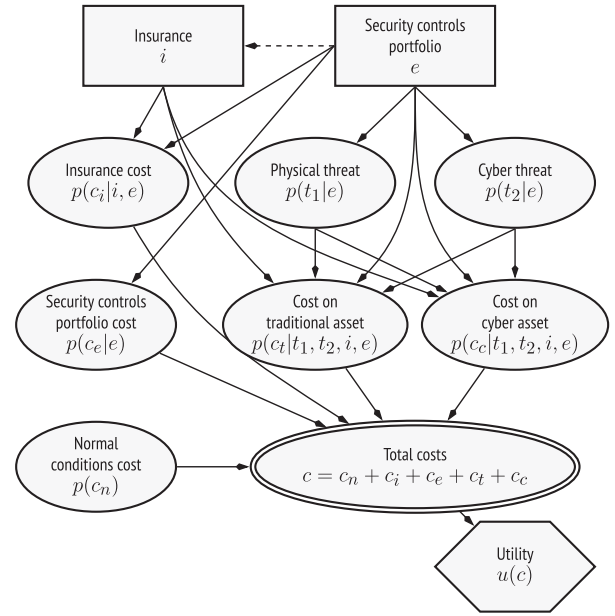 Insurance
i
Security controls
portfolio
e
Insurance cost
p(c_i|i, e)
Physical threat
p(t_1|e)
Cyber threat
p(t_2|e)
Security controls
portfolio cost
p(c_e|e)
Cost on
traditional asset
p(c_t|t_1, t_2, i, e)
Cost on
cyber asset
p(c_c|t_1, t_2, i, e)
Normal
conditions cost
p(c_n)
Total costs
c = c_n + c_i + c_e + c_t + c_c
Utility
u(c)